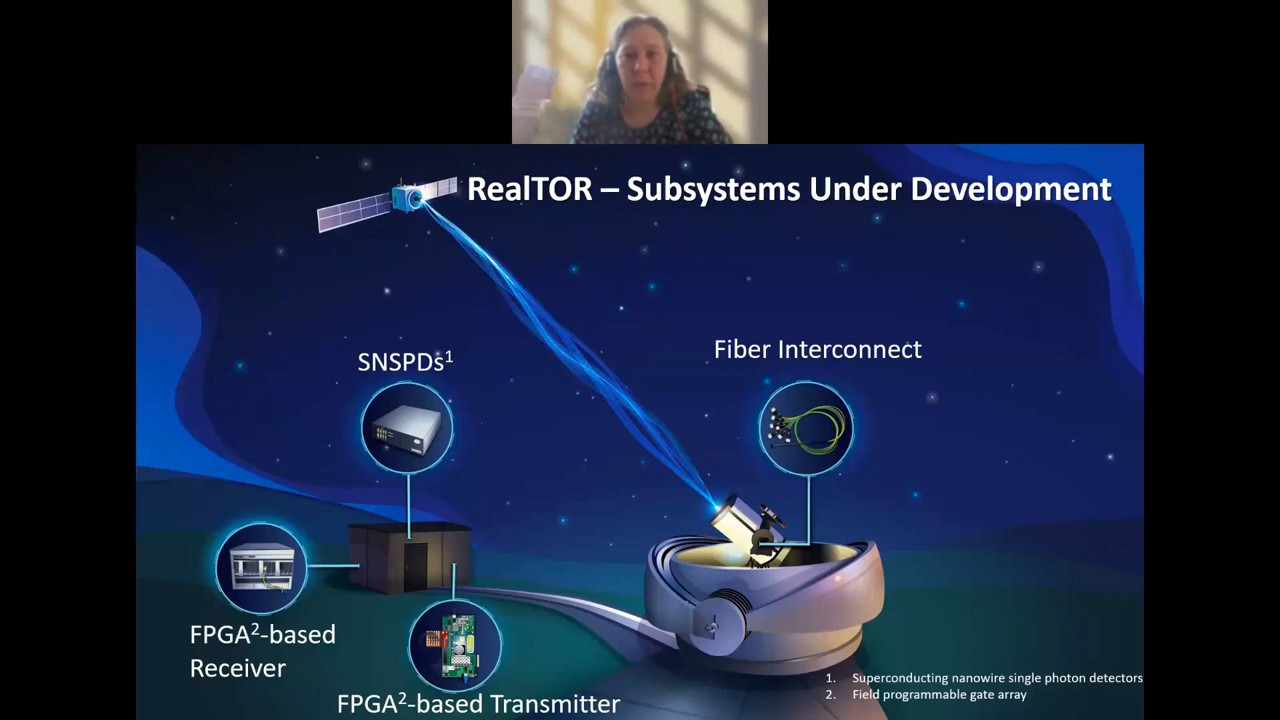 RealTOR – Subsystems Under Development
Fiber Interconnect
SNSPDs¹
FPGA²-based
Receiver
FPGA²-based Transmitter
1. Superconducting nanowire single photon detectors
2. Field programmable gate array